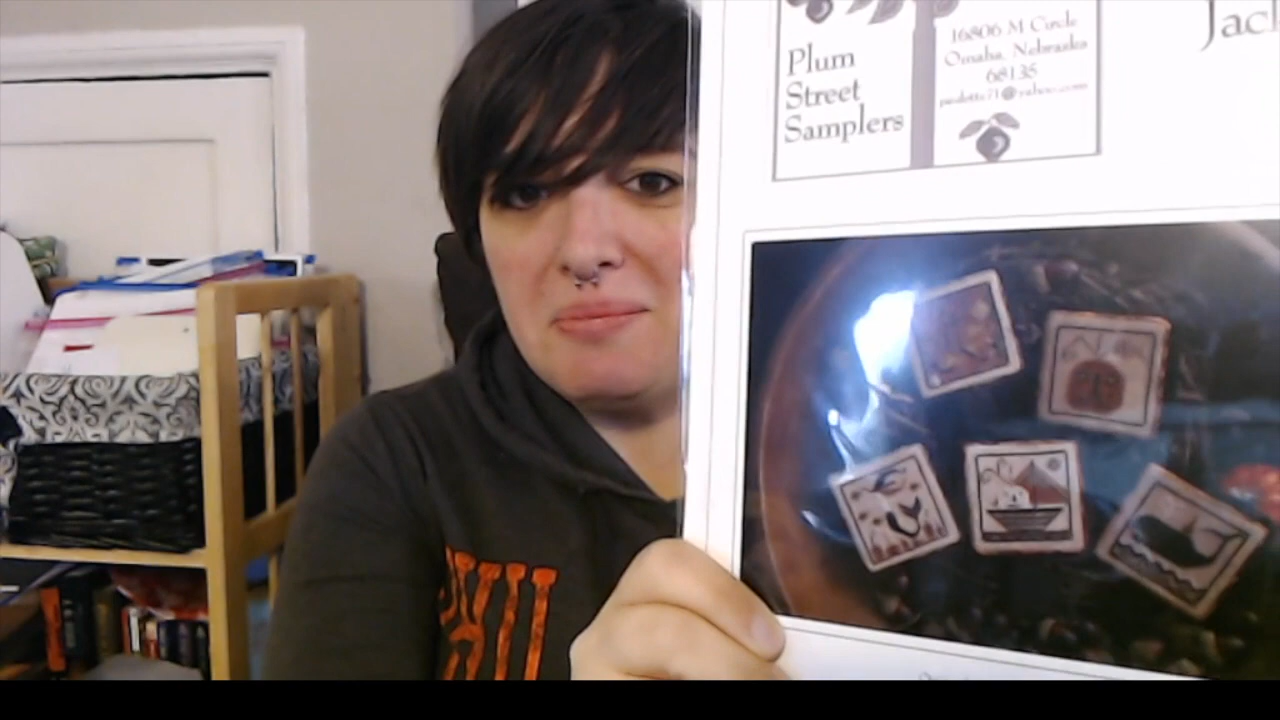 Plum
Street
Samplers
16806 M Circle
Omaha, Nebraska
68135
Jack